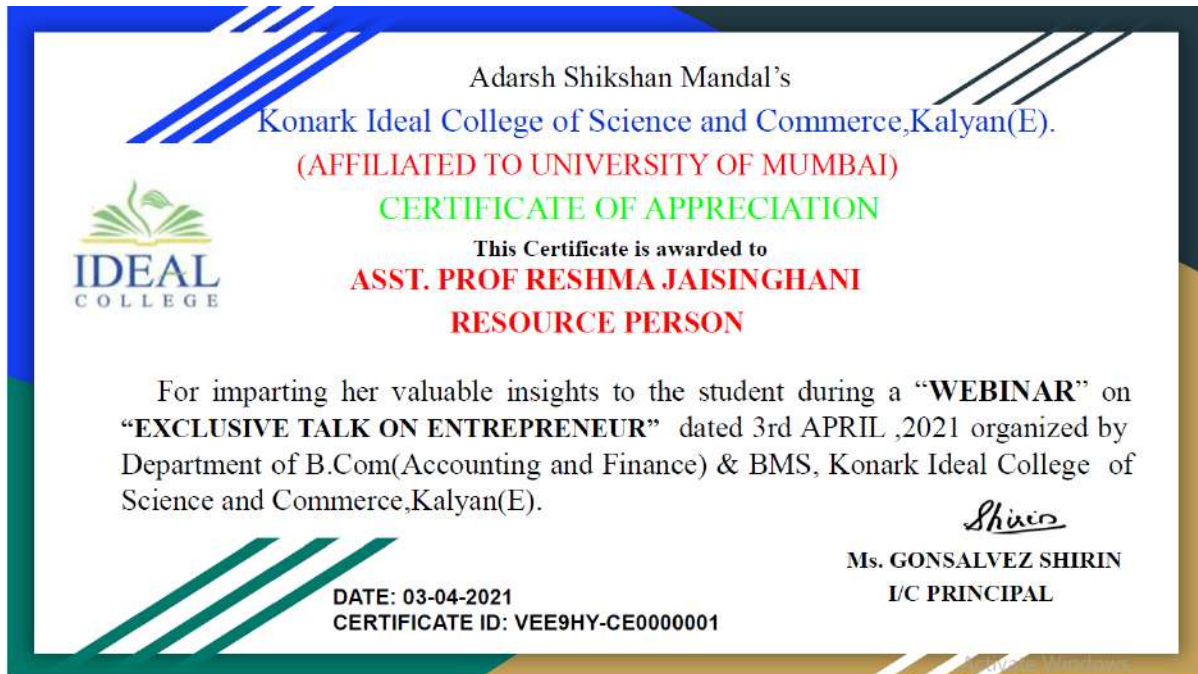 Adarsh Shikshan Mandal’s
Konark Ideal College of Science and Commerce,Kalyan(E).
(AFFILIATED TO UNIVERSITY OF MUMBAI)
CERTIFICATE OF APPRECIATION
IDEAL
COLLEGE
This Certificate is awarded to
ASST. PROF RESHMA JAISINGHANI
RESOURCE PERSON
For imparting her valuable insights to the student during a “WEBINAR” on
“EXCLUSIVE TALK ON ENTREPRENEUR” dated 3rd APRIL ,2021 organized by
Department of B.Com(Accounting and Finance) & BMS, Konark Ideal College of
Science and Commerce,Kalyan(E).
Shirin
Ms. GONSALVEZ SHIRIN
I/C PRINCIPAL
DATE: 03-04-2021
CERTIFICATE ID: VEE9HY-CE0000001
Activate Windows